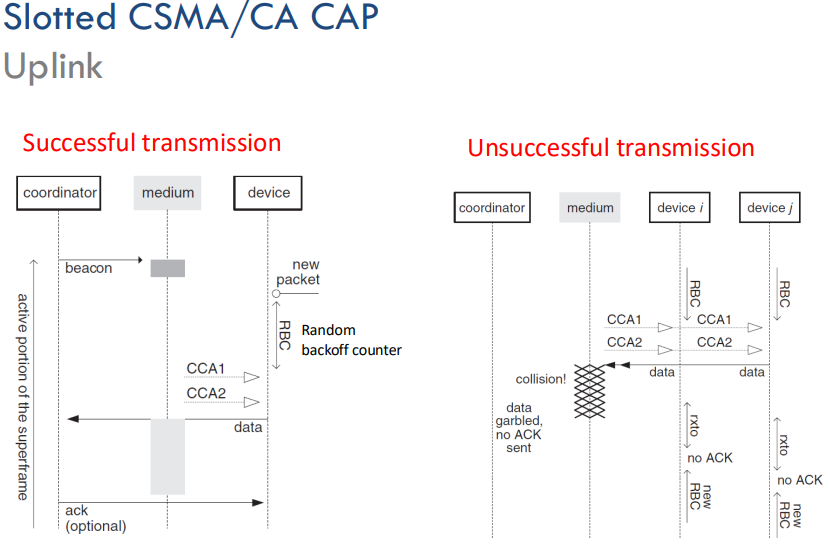 Slotted CSMA/CA CAP
Uplink
Successful transmission
coordinator
medium
device
beacon
new
packet
RBC
Random
backoff counter
CCA1
CCA2
data
active portion of the superframe
ack
(optional)
Unsuccessful transmission
coordinator
medium
device i
device j
RBC
RBC
CCA1
CCA1
CCA2
CCA2
data
data
collision!
data
garbled,
no ACK
sent
rxto
no ACK
new
RBC
rxto
no ACK
new
RBC